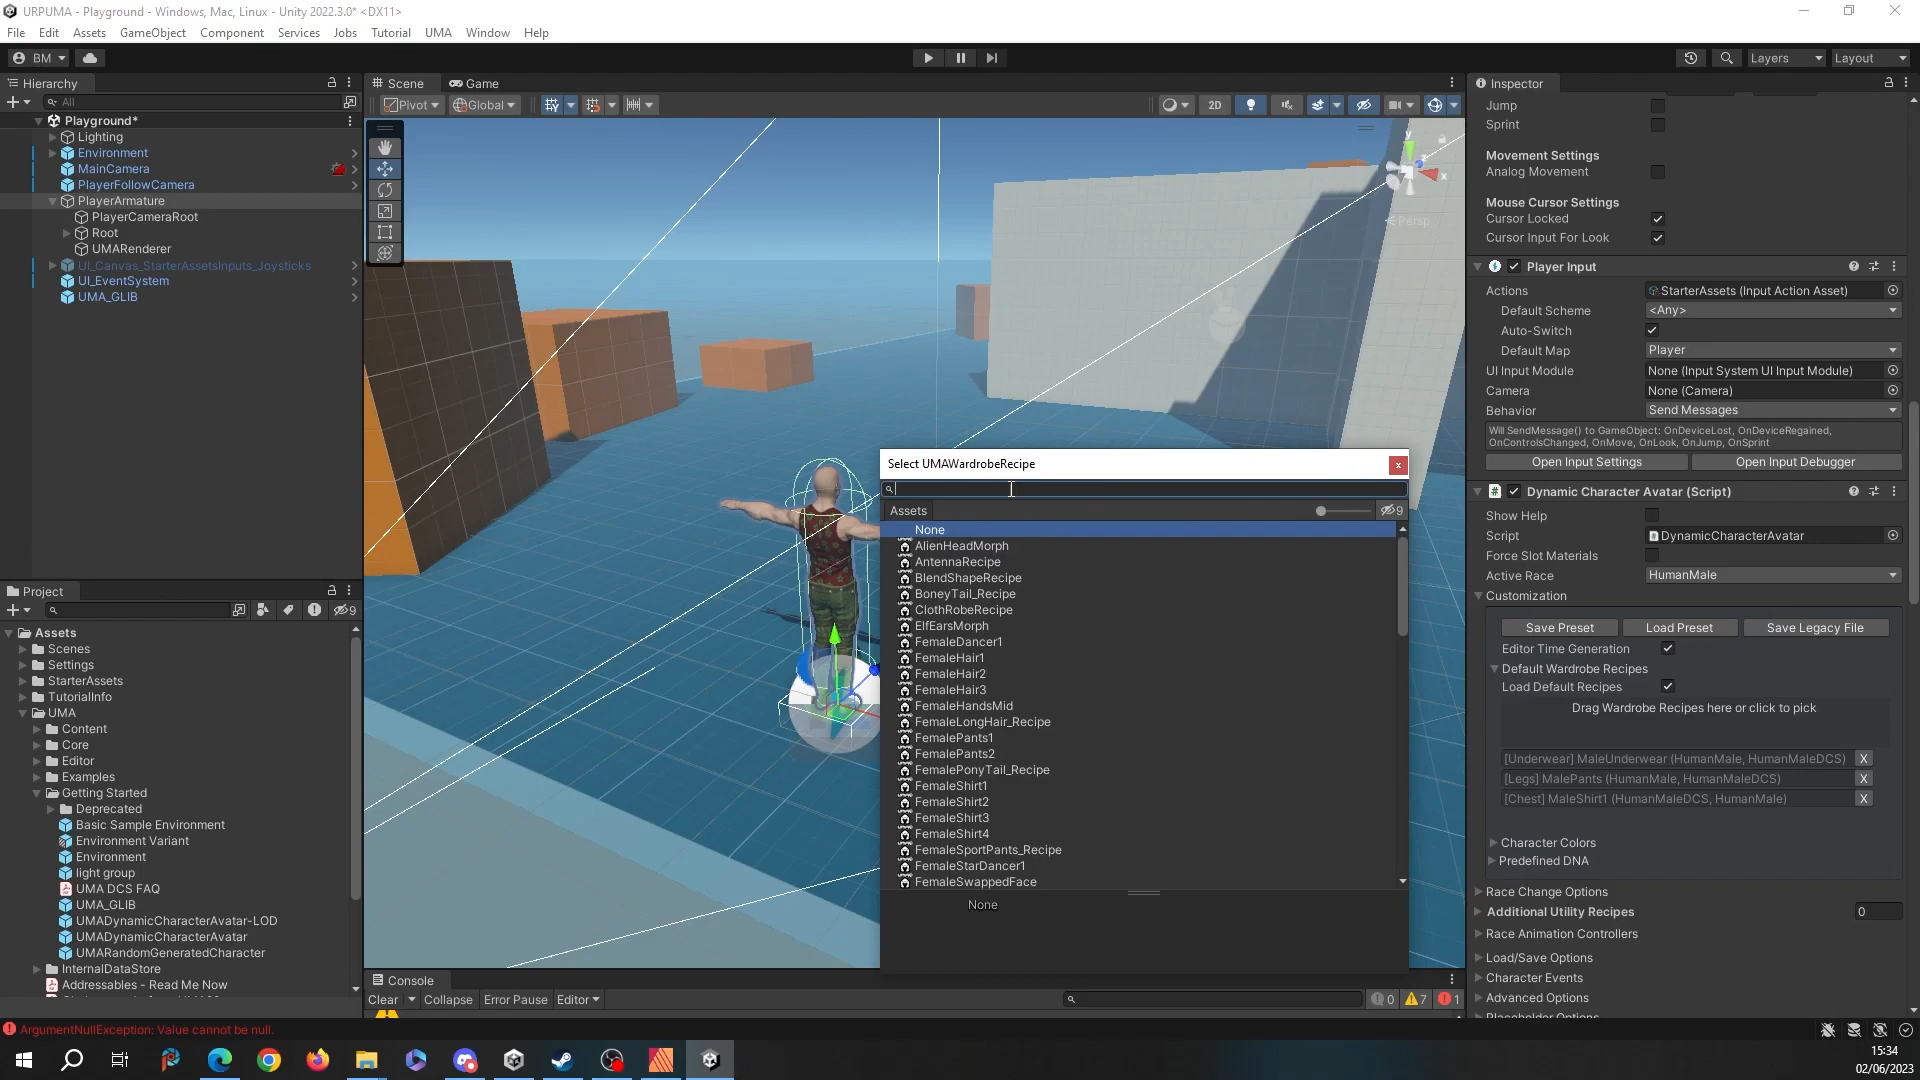 URPUMA - Playground - Windows, Mac, Linux - Unity 2022.3.0* <DX11>
File Edit Assets GameObject Component Services Jobs Tutorial UMA Window Help
BM
Layers
Layout
Hierarchy
All
Playground*
Lighting
Environment
MainCamera
PlayerFollowCamera
PlayerArmature
PlayerCameraRoot
Root
UMARenderer
UI_Canvas_StarterAssetsInputs_Joysticks
UI_EventSystem
UMA_GLIB
Scene
Game
Pivot
Global
2D
y
x
Persp
Project
9
Assets
Scenes
Settings
StarterAssets
TutorialInfo
UMA
Content
Core
Editor
Examples
Getting Started
Deprecated
Basic Sample Environment
Environment Variant
Environment
light group
UMA DCS FAQ
UMA_GLIB
UMADynamicCharacterAvatar-LOD
UMADynamicCharacterAvatar
UMARandomGeneratedCharacter
InternalDataStore
Addressables - Read Me Now
Select UMAWardrobeRecipe
x
Assets
9
None
AlienHeadMorph
AntennaRecipe
BlendShapeRecipe
BoneyTail_Recipe
ClothRobeRecipe
ElfEarsMorph
FemaleDancer1
FemaleHair1
FemaleHair2
FemaleHair3
FemaleHandsMid
FemaleLongHair_Recipe
FemalePants1
FemalePants2
FemalePonyTail_Recipe
FemaleShirt1
FemaleShirt2
FemaleShirt3
FemaleShirt4
FemaleSportPants_Recipe
FemaleStarDancer1
FemaleSwappedFace
None
Console
Clear Collapse Error Pause Editor
0 7 1
Inspector
Jump
Sprint
Movement Settings
Analog Movement
Mouse Cursor Settings
Cursor Locked
Cursor Input For Look
Player Input
Actions StarterAssets (Input Action Asset)
Default Scheme <Any>
Auto-Switch
Default Map Player
UI Input Module None (Input System UI Input Module)
Camera None (Camera)
Behavior Send Messages
Will SendMessage() to GameObject: OnDeviceLost, OnDeviceRegained,
OnControlsChanged, OnMove, OnLook, OnJump, OnSprint
Open Input Settings Open Input Debugger
Dynamic Character Avatar (Script)
Show Help
Script DynamicCharacterAvatar
Force Slot Materials
Active Race HumanMale
Customization
Save Preset Load Preset Save Legacy File
Editor Time Generation
Default Wardrobe Recipes
Load Default Recipes
Drag Wardrobe Recipes here or click to pick
[Underwear] MaleUnderwear (HumanMale, HumanMaleDCS) X
[Legs] MalePants (HumanMale, HumanMaleDCS) X
[Chest] MaleShirt1 (HumanMaleDCS, HumanMale) X
Character Colors
Predefined DNA
Race Change Options
Additional Utility Recipes 0
Race Animation Controllers
Load/Save Options
Character Events
Advanced Options
Placeholder Options
ArgumentNullException: Value cannot be null.
15:34
02/06/2023